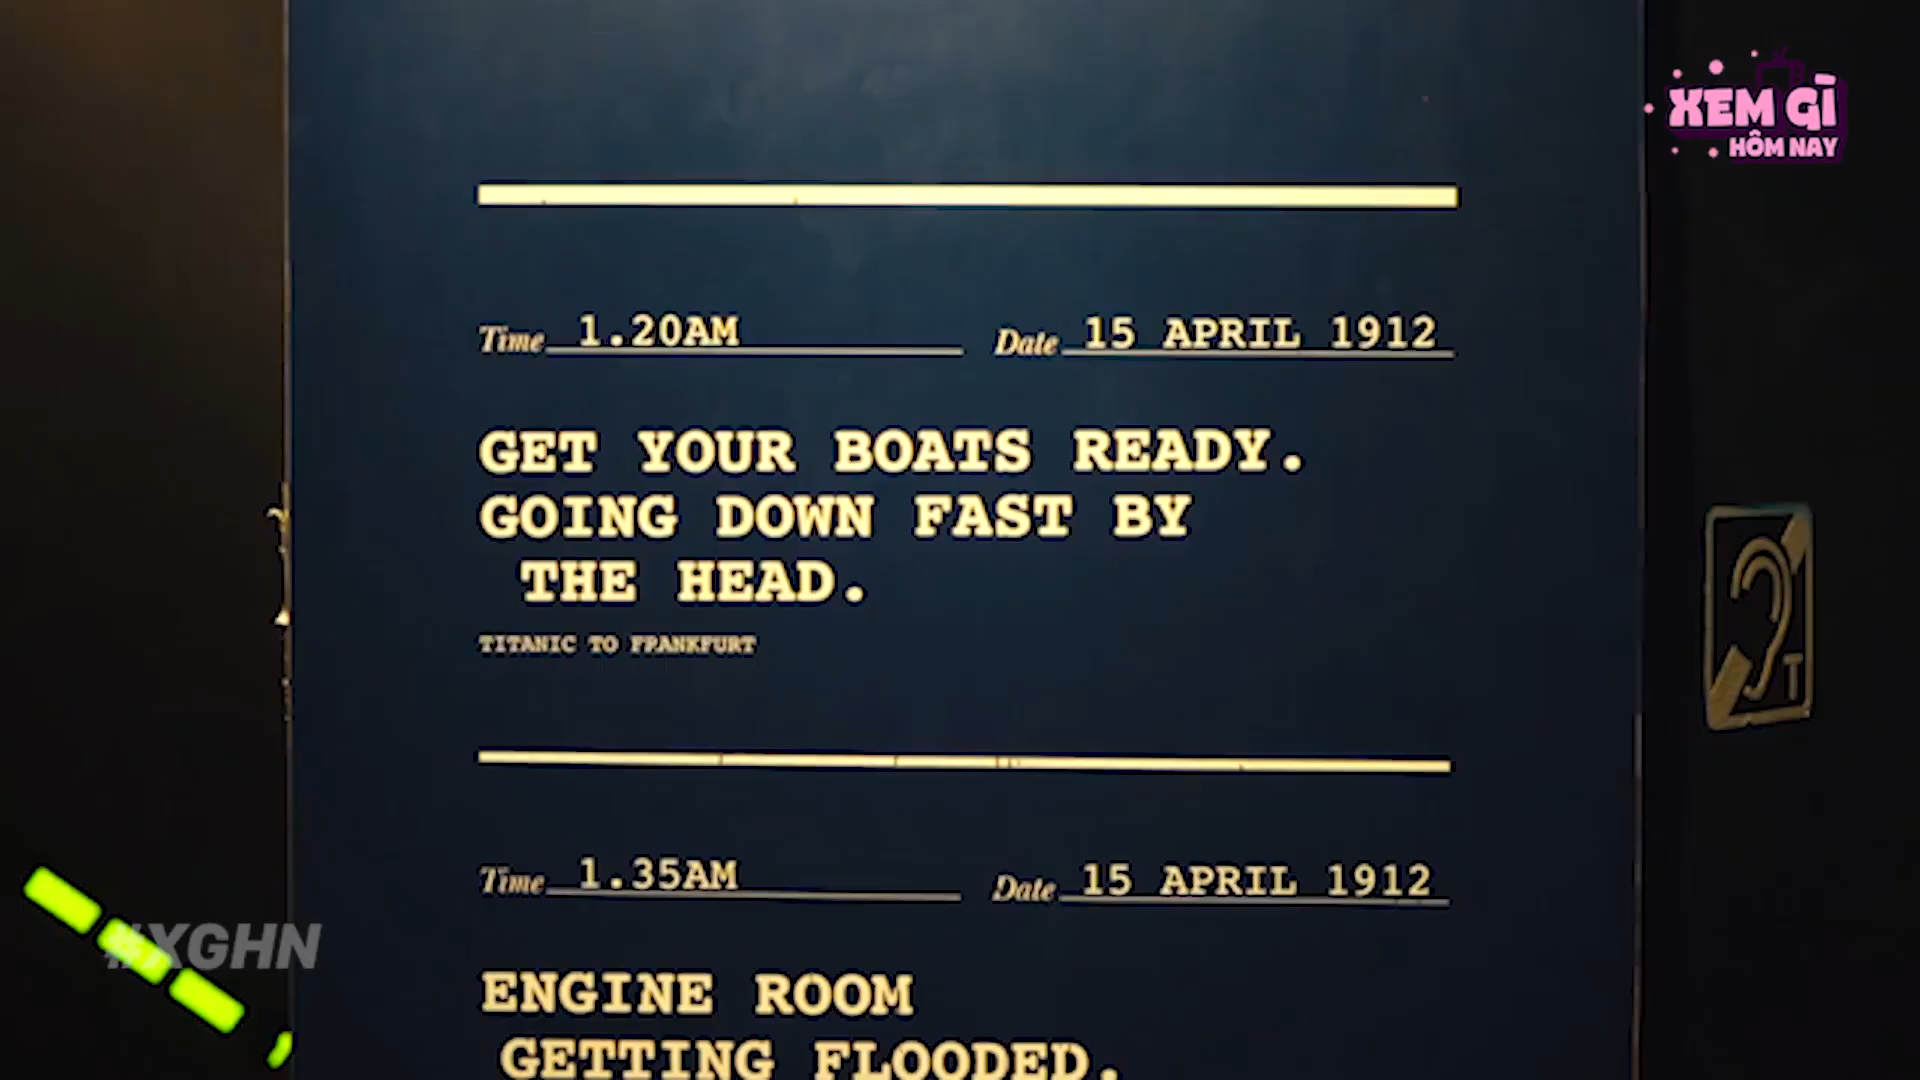 XEM GÌ
HÔM NAY
Time 1.20AM Date 15 APRIL 1912
GET YOUR BOATS READY.
GOING DOWN FAST BY
THE HEAD.
TITANIC TO FRANKFURT
T
Time 1.35AM Date 15 APRIL 1912
#XGHN
ENGINE ROOM
GETTING FLOODED.